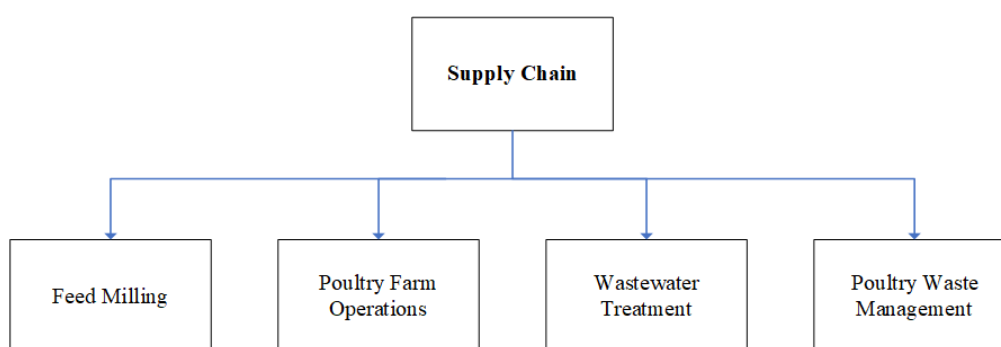 Supply Chain
Feed Milling
Poultry Farm
Operations
Wastewater
Treatment
Poultry Waste
Management